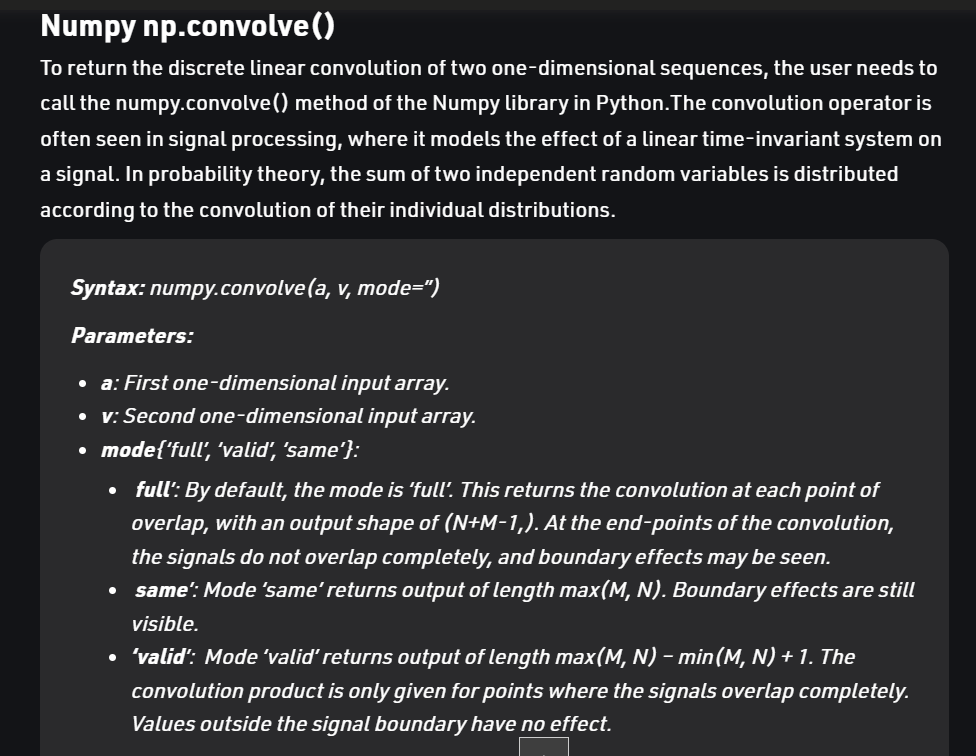 Numpy np.convolve()
To return the discrete linear convolution of two one-dimensional sequences, the user needs to
call the numpy.convolve() method of the Numpy library in Python.The convolution operator is
often seen in signal processing, where it models the effect of a linear time-invariant system on
a signal. In probability theory, the sum of two independent random variables is distributed
according to the convolution of their individual distributions.
Syntax: numpy.convolve(a, v, mode=”)
Parameters:
• a: First one-dimensional input array.
• v: Second one-dimensional input array.
• mode{‘full’, ‘valid’, ‘same’}:
• full’: By default, the mode is ‘full’. This returns the convolution at each point of
overlap, with an output shape of (N+M-1,). At the end-points of the convolution,
the signals do not overlap completely, and boundary effects may be seen.
• same’: Mode ‘same’ returns output of length max(M, N). Boundary effects are still
visible.
• ‘valid’: Mode ‘valid’ returns output of length max(M, N) – min(M, N) + 1. The
convolution product is only given for points where the signals overlap completely.
Values outside the signal boundary have no effect.